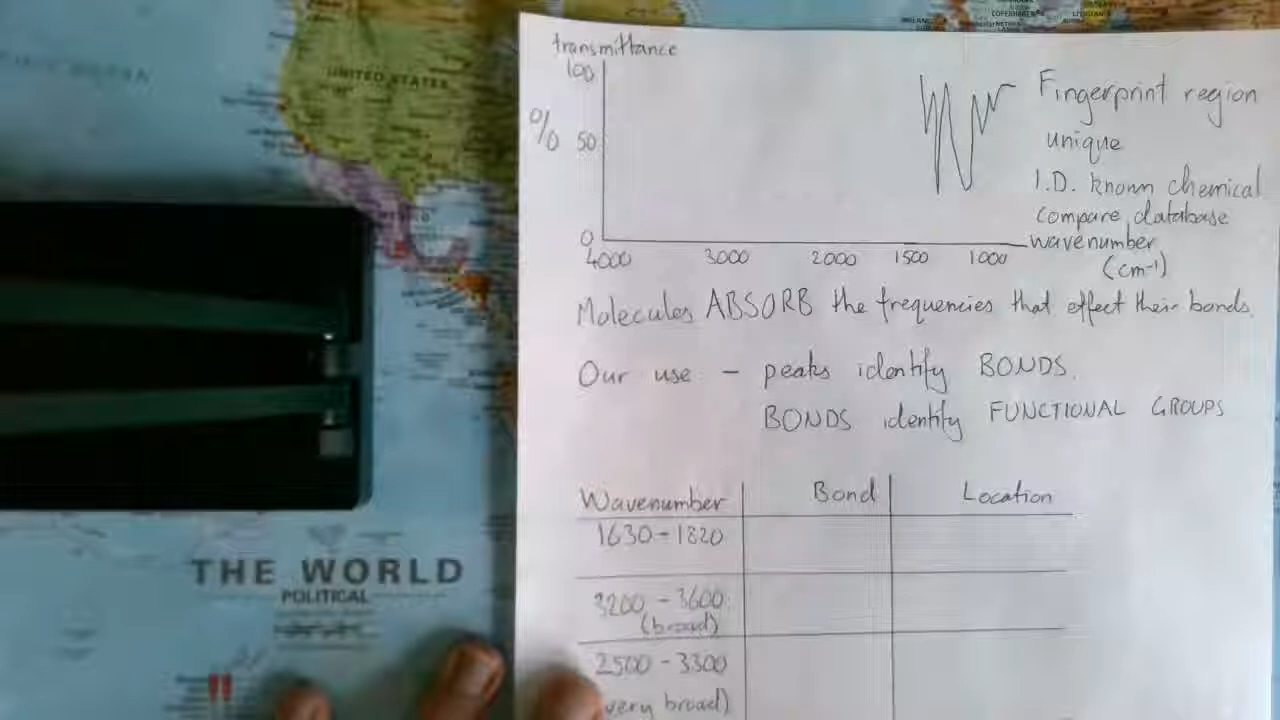 UNITED STATES
COPENHAGEN
THE WORLD
POLITICAL
transmittance
100
% 50
0
4000 3000 2000 1500 1000
wavenumber
(cm-1)
Fingerprint region
unique
I.D. known chemical
compare database
Molecules ABSORB the frequencies that effect their bonds.
Our use - peaks identify BONDS.
BONDS identify FUNCTIONAL GROUPS
Wavenumber Bond Location
1630-1820
3200-3600
(broad)
2500-3300
very broad)